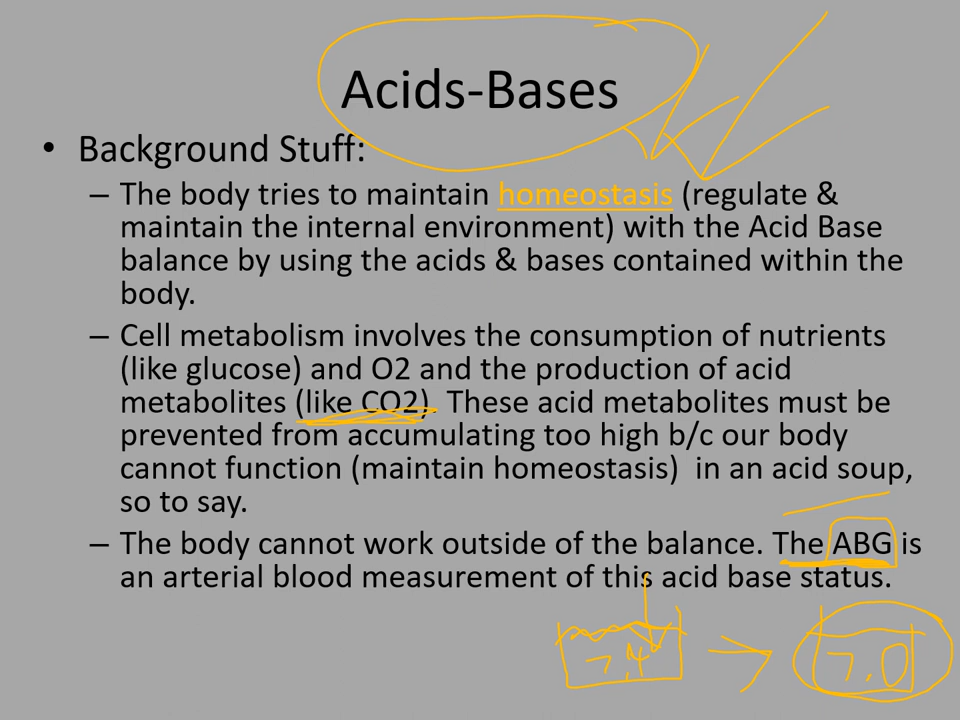 Acids-Bases
• Background Stuff:
– The body tries to maintain homeostasis (regulate &
maintain the internal environment) with the Acid Base
balance by using the acids & bases contained within the
body.
– Cell metabolism involves the consumption of nutrients
(like glucose) and O2 and the production of acid
metabolites (like CO2). These acid metabolites must be
prevented from accumulating too high b/c our body
cannot function (maintain homeostasis)  in an acid soup,
so to say.
– The body cannot work outside of the balance. The ABG is
an arterial blood measurement of this acid base status.
7.4 → 7.0